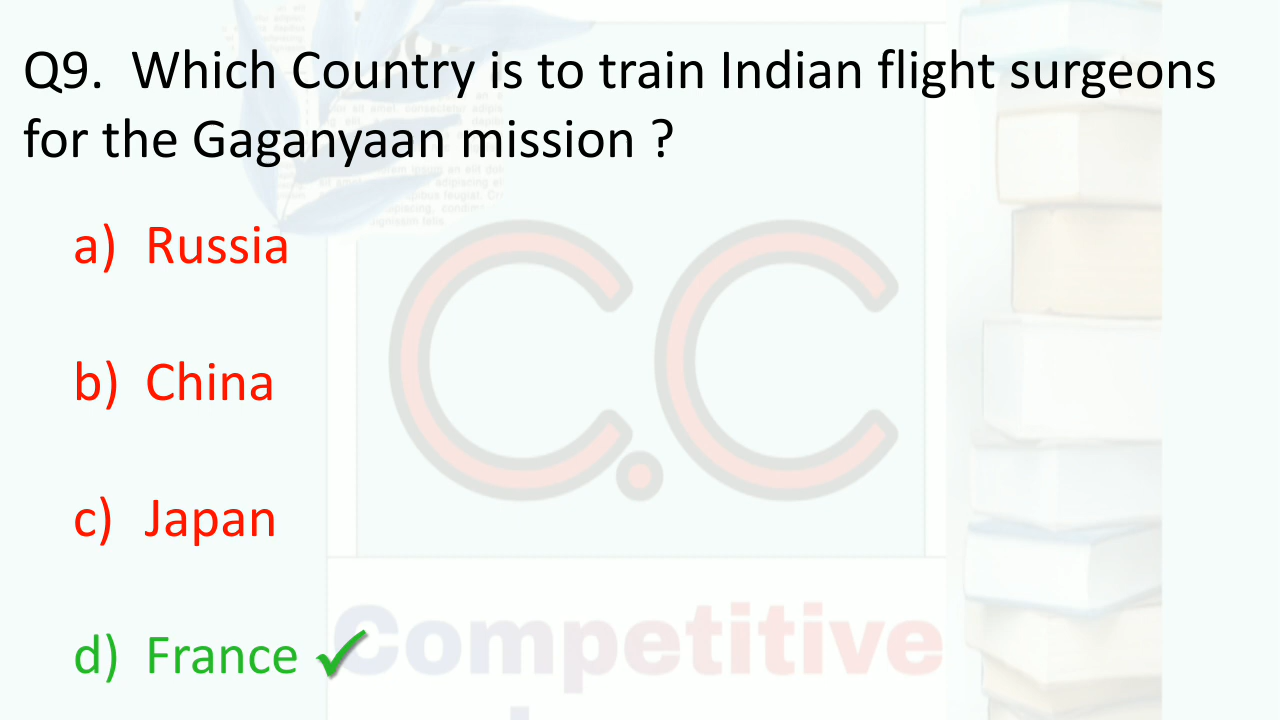 Q9. Which Country is to train Indian flight surgeons
for the Gaganyaan mission ?
a) Russia
b) China
c) Japan
d) France
C.C
Competitive